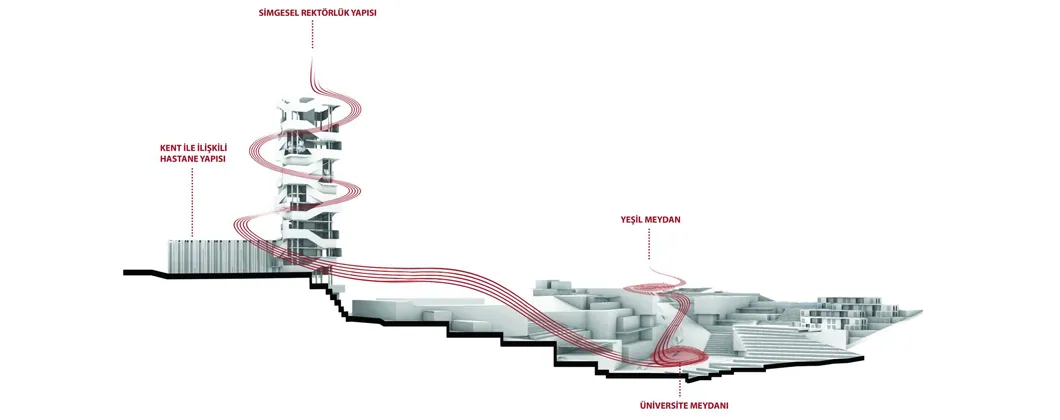 SİMGESEL REKTÖRLÜK YAPISI
KENT İLE İLİŞKİLİ
HASTANE YAPISI
YEŞİL MEYDAN
ÜNİVERSİTE MEYDANI